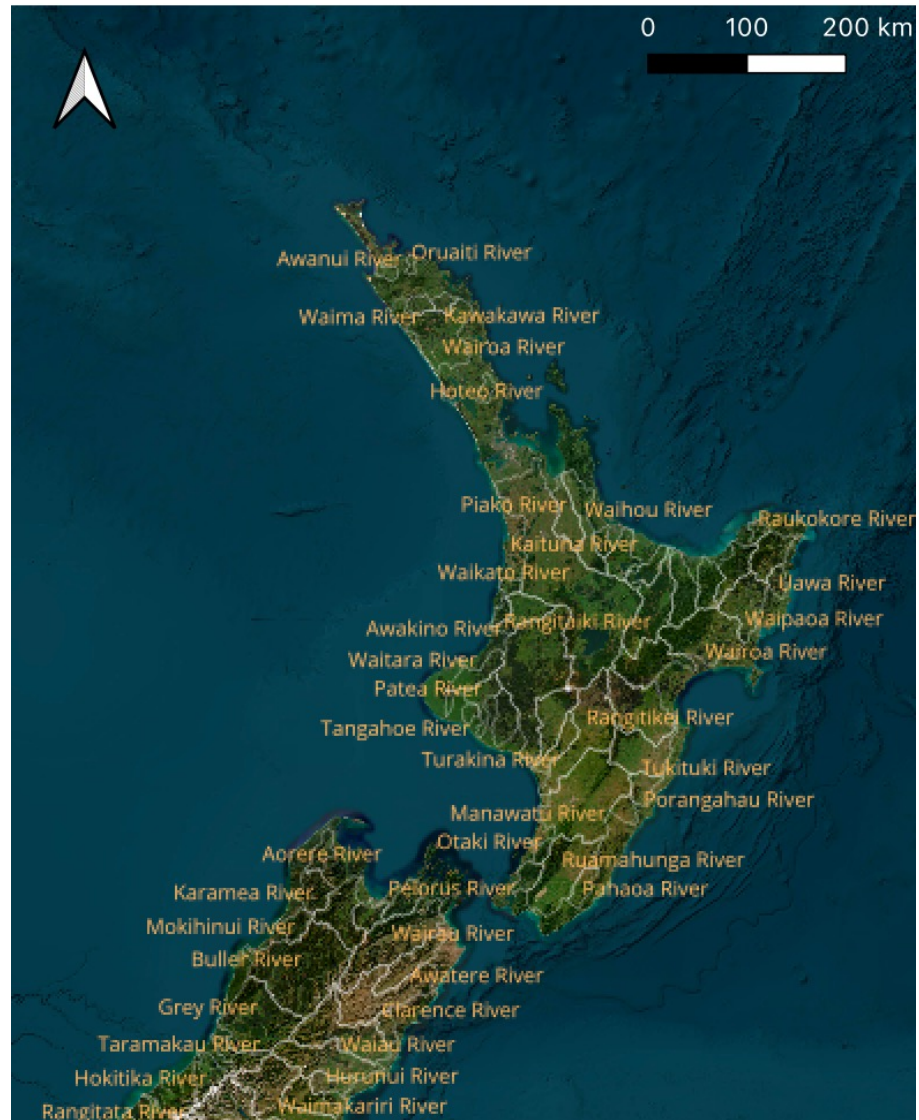 0 100 200 km
Awanui River
Oruaiti River
Waima River
Kawakawa River
Wairoa River
Hoteo River
Piako River
Waihou River
Raukokore River
Kaituna River
Waikato River
Uawa River
Awakino River
Rangitaiki River
Waipaoa River
Waitara River
Wairoa River
Patea River
Rangitikei River
Tangahoe River
Turakina River
Tukituki River
Porangahau River
Manawatu River
Otaki River
Aorere River
Ruamahunga River
Karamea River
Pelorus River
Pahaoa River
Mokihinui River
Wairau River
Buller River
Awatere River
Grey River
Clarence River
Taramakau River
Waiau River
Hokitika River
Hurunui River
Rangitata River
Waimakariri River